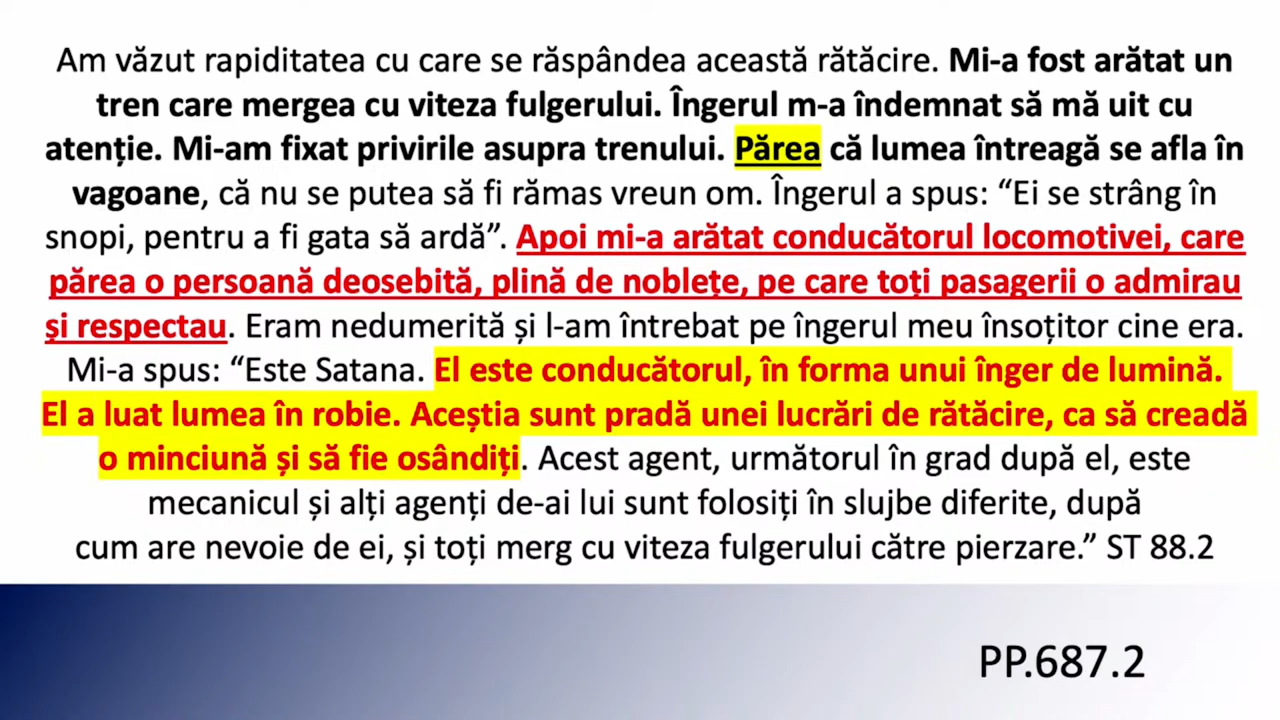 Am văzut rapiditatea cu care se răspândea această rătăcire. Mi-a fost arătat un
tren care mergea cu viteza fulgerului. Îngerul m-a îndemnat să mă uit cu
atenție. Mi-am fixat privirile asupra trenului. Părea că lumea întreagă se afla în
vagoane, că nu se putea să fi rămas vreun om. Îngerul a spus: “Ei se strâng în
snopi, pentru a fi gata să ardă”. Apoi mi-a arătat conducătorul locomotivei, care
părea o persoană deosebită, plină de noblețe, pe care toți pasagerii o admirau
și respectau. Eram nedumerită și l-am întrebat pe îngerul meu însoțitor cine era.
Mi-a spus: “Este Satana. El este conducătorul, în forma unui înger de lumină.
El a luat lumea în robie. Aceștia sunt pradă unei lucrări de rătăcire, ca să creadă
o minciună și să fie osândiți. Acest agent, următorul în grad după el, este
mecanicul și alți agenți de-ai lui sunt folosiți în slujbe diferite, după
cum are nevoie de ei, și toți merg cu viteza fulgerului către pierzare.” ST 88.2
PP.687.2